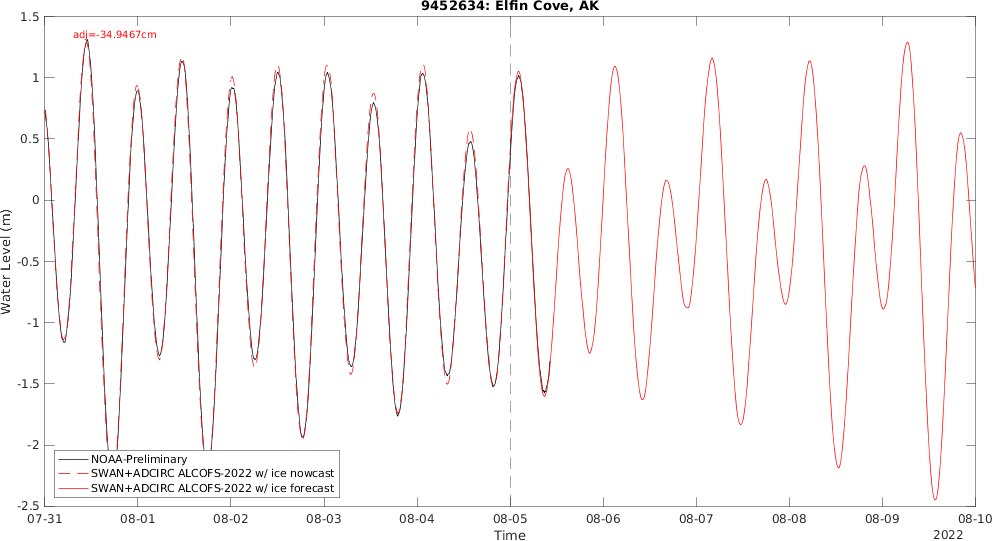 9452634: Elfin Cove, AK
adj=-34.9467cm
1.5
1
0.5
0
-0.5
-1
-1.5
-2
-2.5
Water Level (m)
NOAA-Preliminary
SWAN+ADCIRC ALCOFS-2022 w/ ice nowcast
SWAN+ADCIRC ALCOFS-2022 w/ ice forecast
07-31 08-01 08-02 08-03 08-04 08-05 08-06 08-07 08-08 08-09 08-10
Time
2022